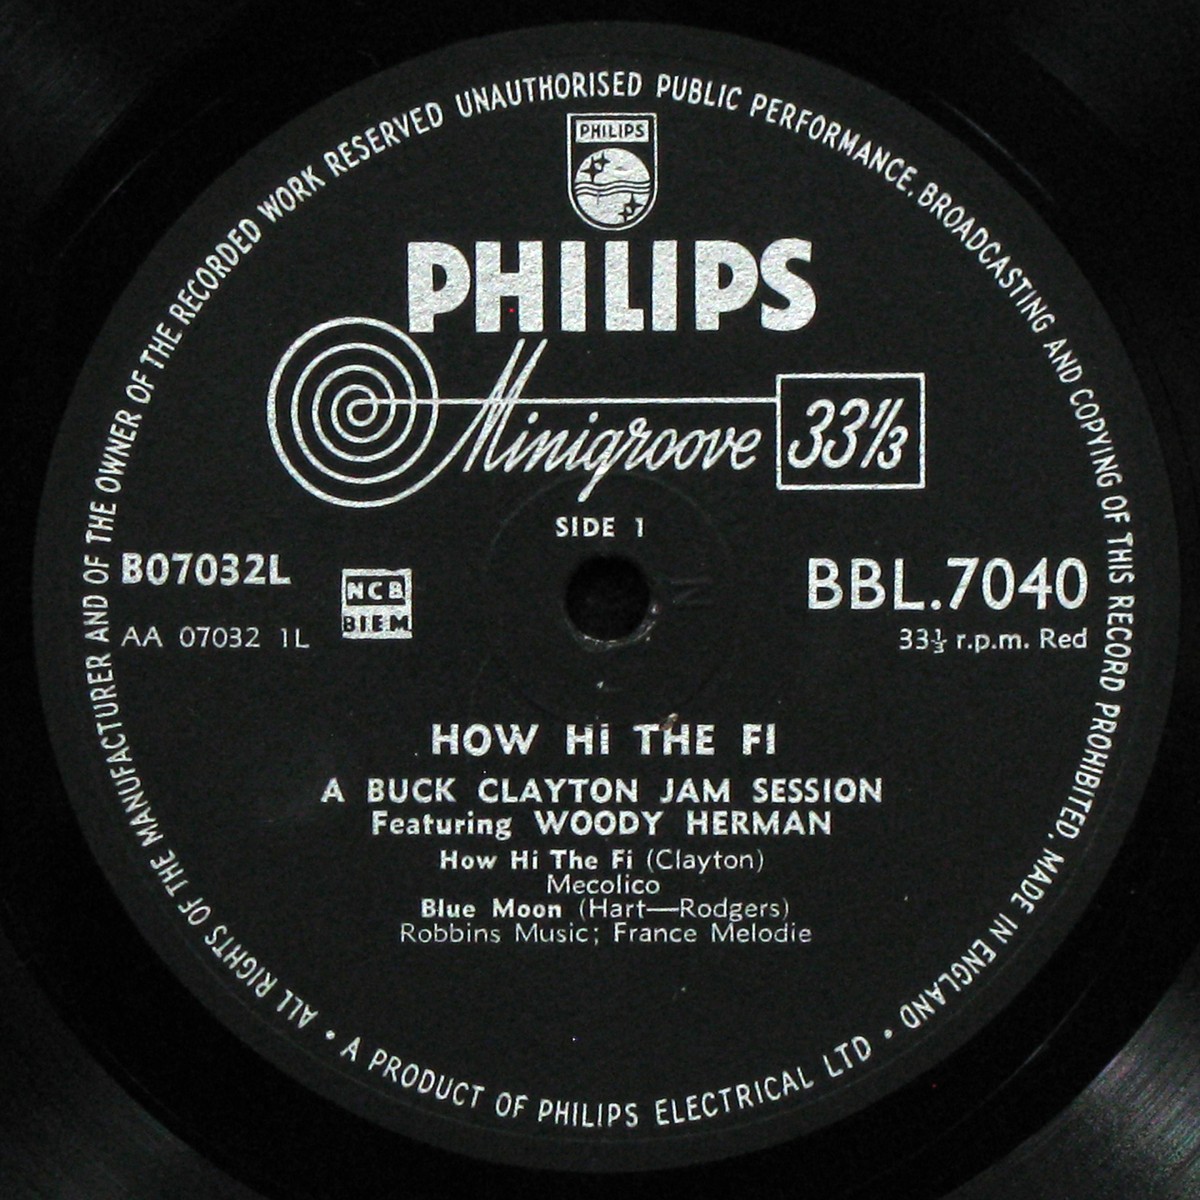 PHILIPS
PHILIPS
Minigroove 33⅓
SIDE 1
B07032L
NCB
BIEM
BBL.7040
AA 07032 1L
33⅓ r.p.m. Red
HOW HI THE FI
A BUCK CLAYTON JAM SESSION
Featuring WOODY HERMAN
How Hi The Fi (Clayton)
Mecolico
Blue Moon (Hart—Rodgers)
Robbins Music; France Melodie
• ALL RIGHTS OF THE MANUFACTURER AND OF THE OWNER OF THE RECORDED WORK RESERVED UNAUTHORISED PUBLIC PERFORMANCE, BROADCASTING AND COPYING OF THIS RECORD PROHIBITED. MADE IN ENGLAND •
A PRODUCT OF PHILIPS ELECTRICAL LTD